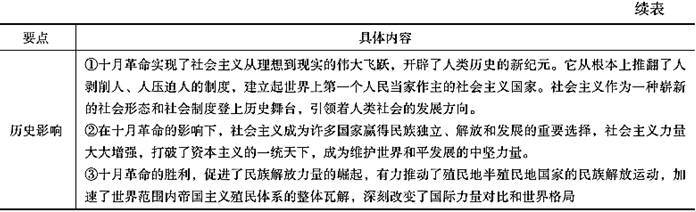 续表
要点 具体内容
①十月革命实现了社会主义从理想到现实的伟大飞跃，开辟了人类历史的新纪元。它从根本上推翻了人
剥削人、人压迫人的制度，建立起世界上第一个人民当家作主的社会主义国家。社会主义作为一种崭新
的社会形态和社会制度登上历史舞台，引领着人类社会的发展方向。
历史影响
②在十月革命的影响下，社会主义成为许多国家赢得民族独立、解放和发展的重要选择，社会主义力量
大大增强，打破了资本主义的一统天下，成为维护世界和平发展的中坚力量。
③十月革命的胜利，促进了民族解放力量的崛起，有力推动了殖民地半殖民地国家的民族解放运动，加
速了世界范围内帝国主义殖民体系的整体瓦解，深刻改变了国际力量对比和世界格局